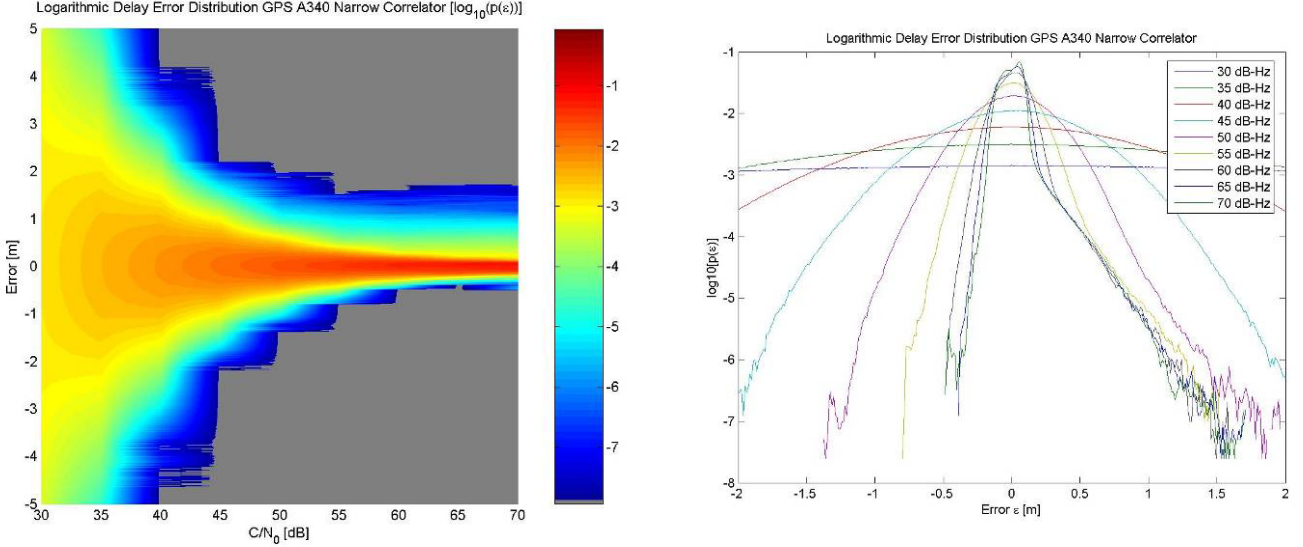 Logarithmic Delay Error Distribution GPS A340 Narrow Correlator [log10(p(ε))]
5
4
3
2
1
0
-1
-2
-3
-4
-5
Error [m]
30
35
40
45
50
55
60
65
70
C/N0 [dB]
-1
-2
-3
-4
-5
-6
-7
Logarithmic Delay Error Distribution GPS A340 Narrow Correlator
-1
-2
-3
-4
-5
-6
-7
-8
log10[p(ε)]
30 dB-Hz
35 dB-Hz
40 dB-Hz
45 dB-Hz
50 dB-Hz
55 dB-Hz
60 dB-Hz
65 dB-Hz
70 dB-Hz
-2
-1.5
-1
-0.5
0
0.5
1
1.5
2
Error ε [m]